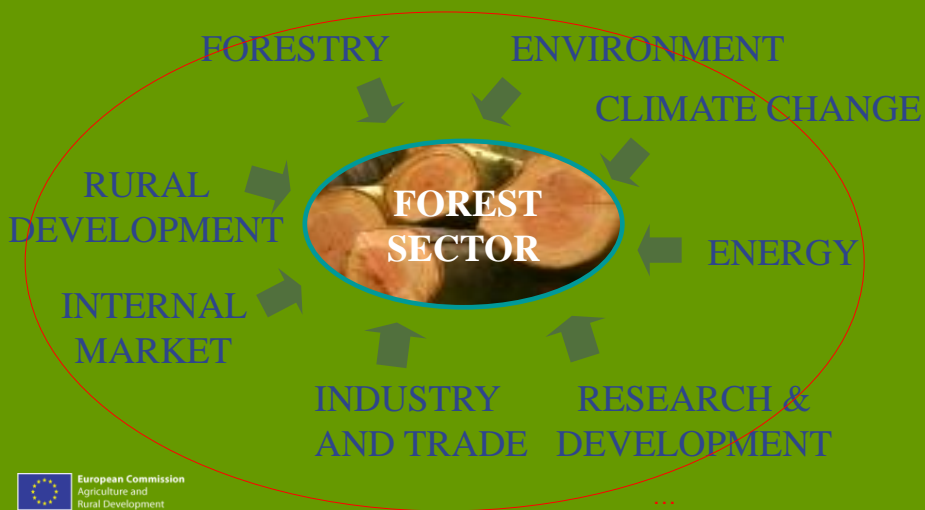 FORESTRY
ENVIRONMENT
CLIMATE CHANGE
RURAL
DEVELOPMENT
FOREST
SECTOR
ENERGY
INTERNAL
MARKET
INDUSTRY
AND TRADE
RESEARCH &
DEVELOPMENT
...
European Commission
Agriculture and
Rural Development